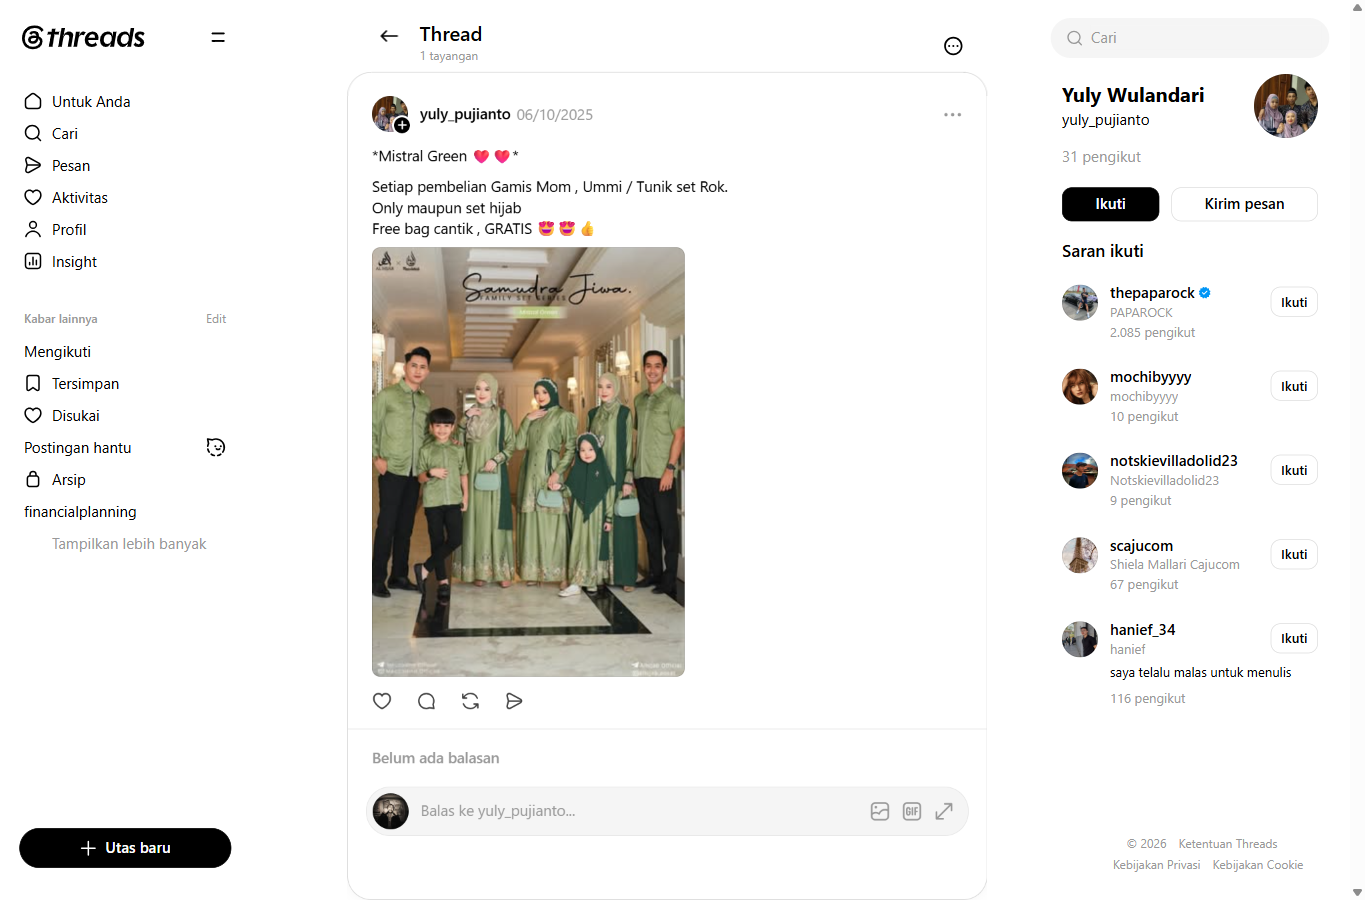 threads
Untuk Anda
Cari
Pesan
Aktivitas
Profil
Insight
Kabar lainnya Edit
Mengikuti
Tersimpan
Disukai
Postingan hantu
Arsip
financialplanning
Tampilkan lebih banyak
Utas baru
Thread
1 tayangan
yuly_pujianto 06/10/2025
*Mistral Green ❤️ ❤️ *
Setiap pembelian Gamis Mom , Ummi / Tunik set Rok.
Only maupun set hijab
Free bag cantik , GRATIS 😍 😍 👍
Samudra Jiwa.
FAMILY SET SERIES
Belum ada balasan
Balas ke yuly_pujianto...
GIF
Cari
Yuly Wulandari
yuly_pujianto
31 pengikut
Ikuti Kirim pesan
Saran ikuti
thepaparock
PAPAROCK
2.085 pengikut
Ikuti
mochibyyyy
mochibyyyy
10 pengikut
Ikuti
notskievilladolid23
Notskievilladolid23
9 pengikut
Ikuti
scajucom
Shiela Mallari Cajucom
67 pengikut
Ikuti
hanief_34
hanief
saya telalu malas untuk menulis
116 pengikut
Ikuti
© 2026 Ketentuan Threads
Kebijakan Privasi Kebijakan Cookie